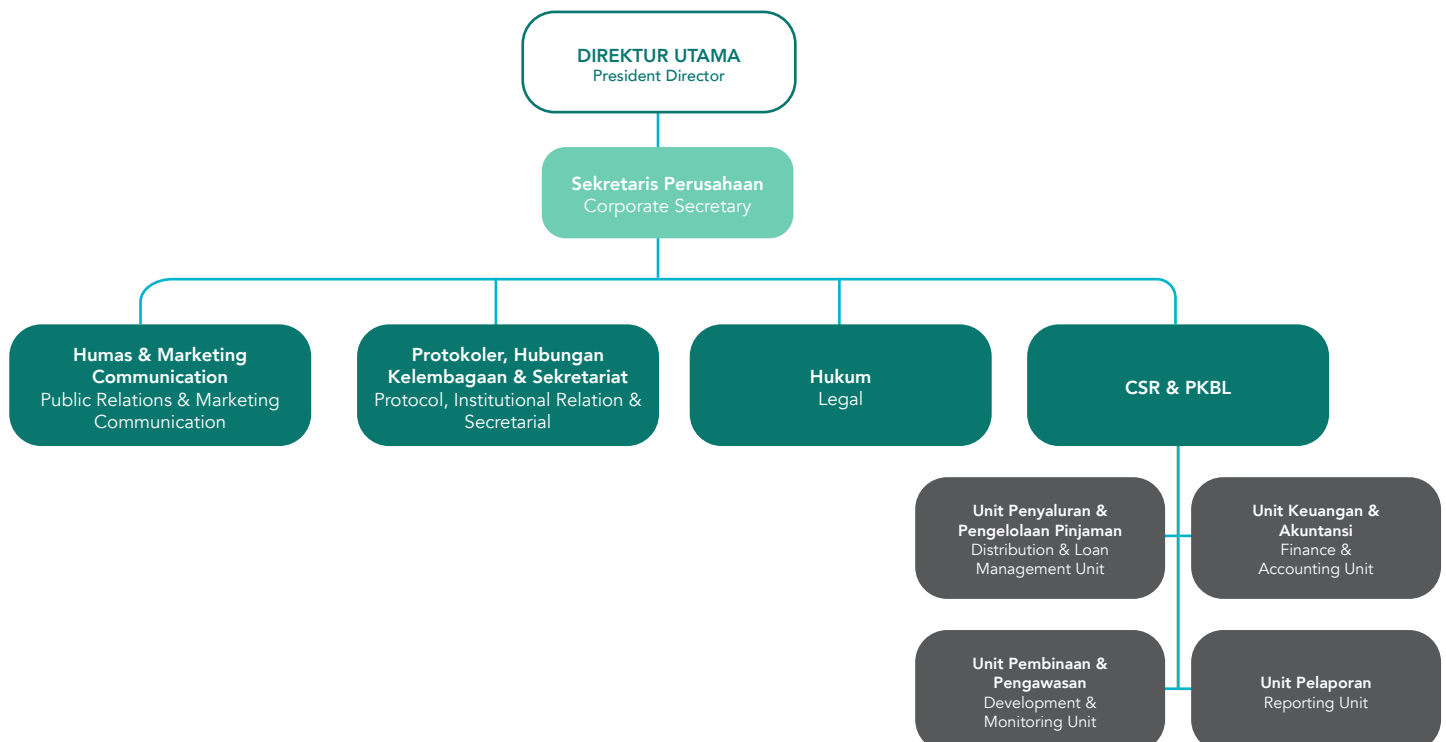 DIREKTUR UTAMA
President Director
Sekretaris Perusahaan
Corporate Secretary
Humas & Marketing
Communication
Public Relations & Marketing
Communication
Protokoler, Hubungan
Kelembagaan & Sekretariat
Protocol, Institutional Relation &
Secretarial
Hukum
Legal
CSR & PKBL
Unit Penyaluran &
Pengelolaan Pinjaman
Distribution & Loan
Management Unit
Unit Keuangan &
Akuntansi
Finance &
Accounting Unit
Unit Pembinaan &
Pengawasan
Development &
Monitoring Unit
Unit Pelaporan
Reporting Unit